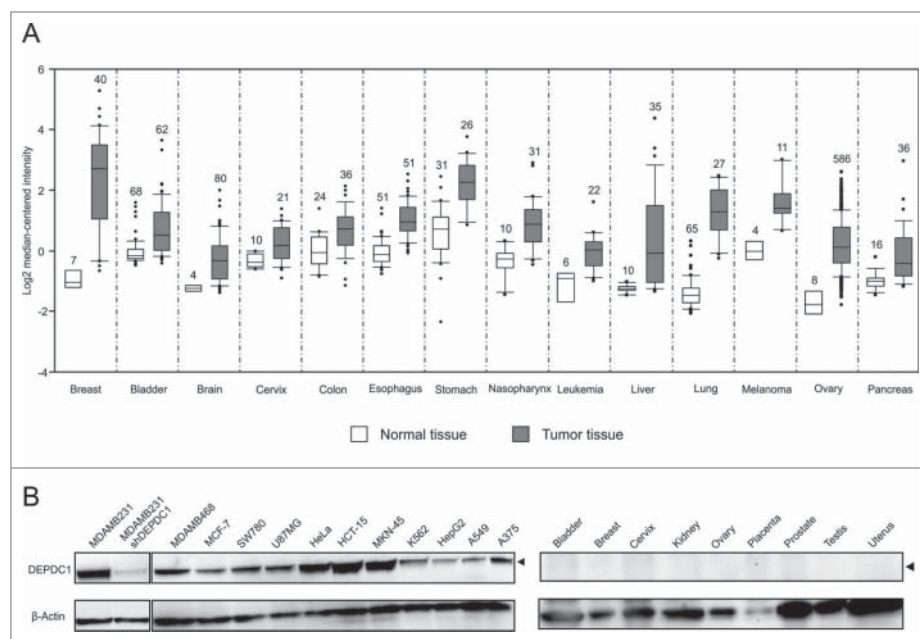 A
6
4
2
0
-2
-4
Log2 median-centered intensity
7 40 68 62 4 80 10 21 24 36 51 51 31 26 10 31 6 22 10 35 65 27 4 11 8 586 16 36
Breast Bladder Brain Cervix Colon Esophagus Stomach Nasopharynx Leukemia Liver Lung Melanoma Ovary Pancreas
Normal tissue Tumor tissue
B
MDAMB231 MDAMB231 shDEPDC1 MDAMB468 MCF-7 SW780 U87MG HeLa HCT-15 MKN-45 K562 HepG2 A549 A375 Bladder Breast Cervix Kidney Ovary Placenta Prostate Testis Uterus
DEPDC1
β-Actin